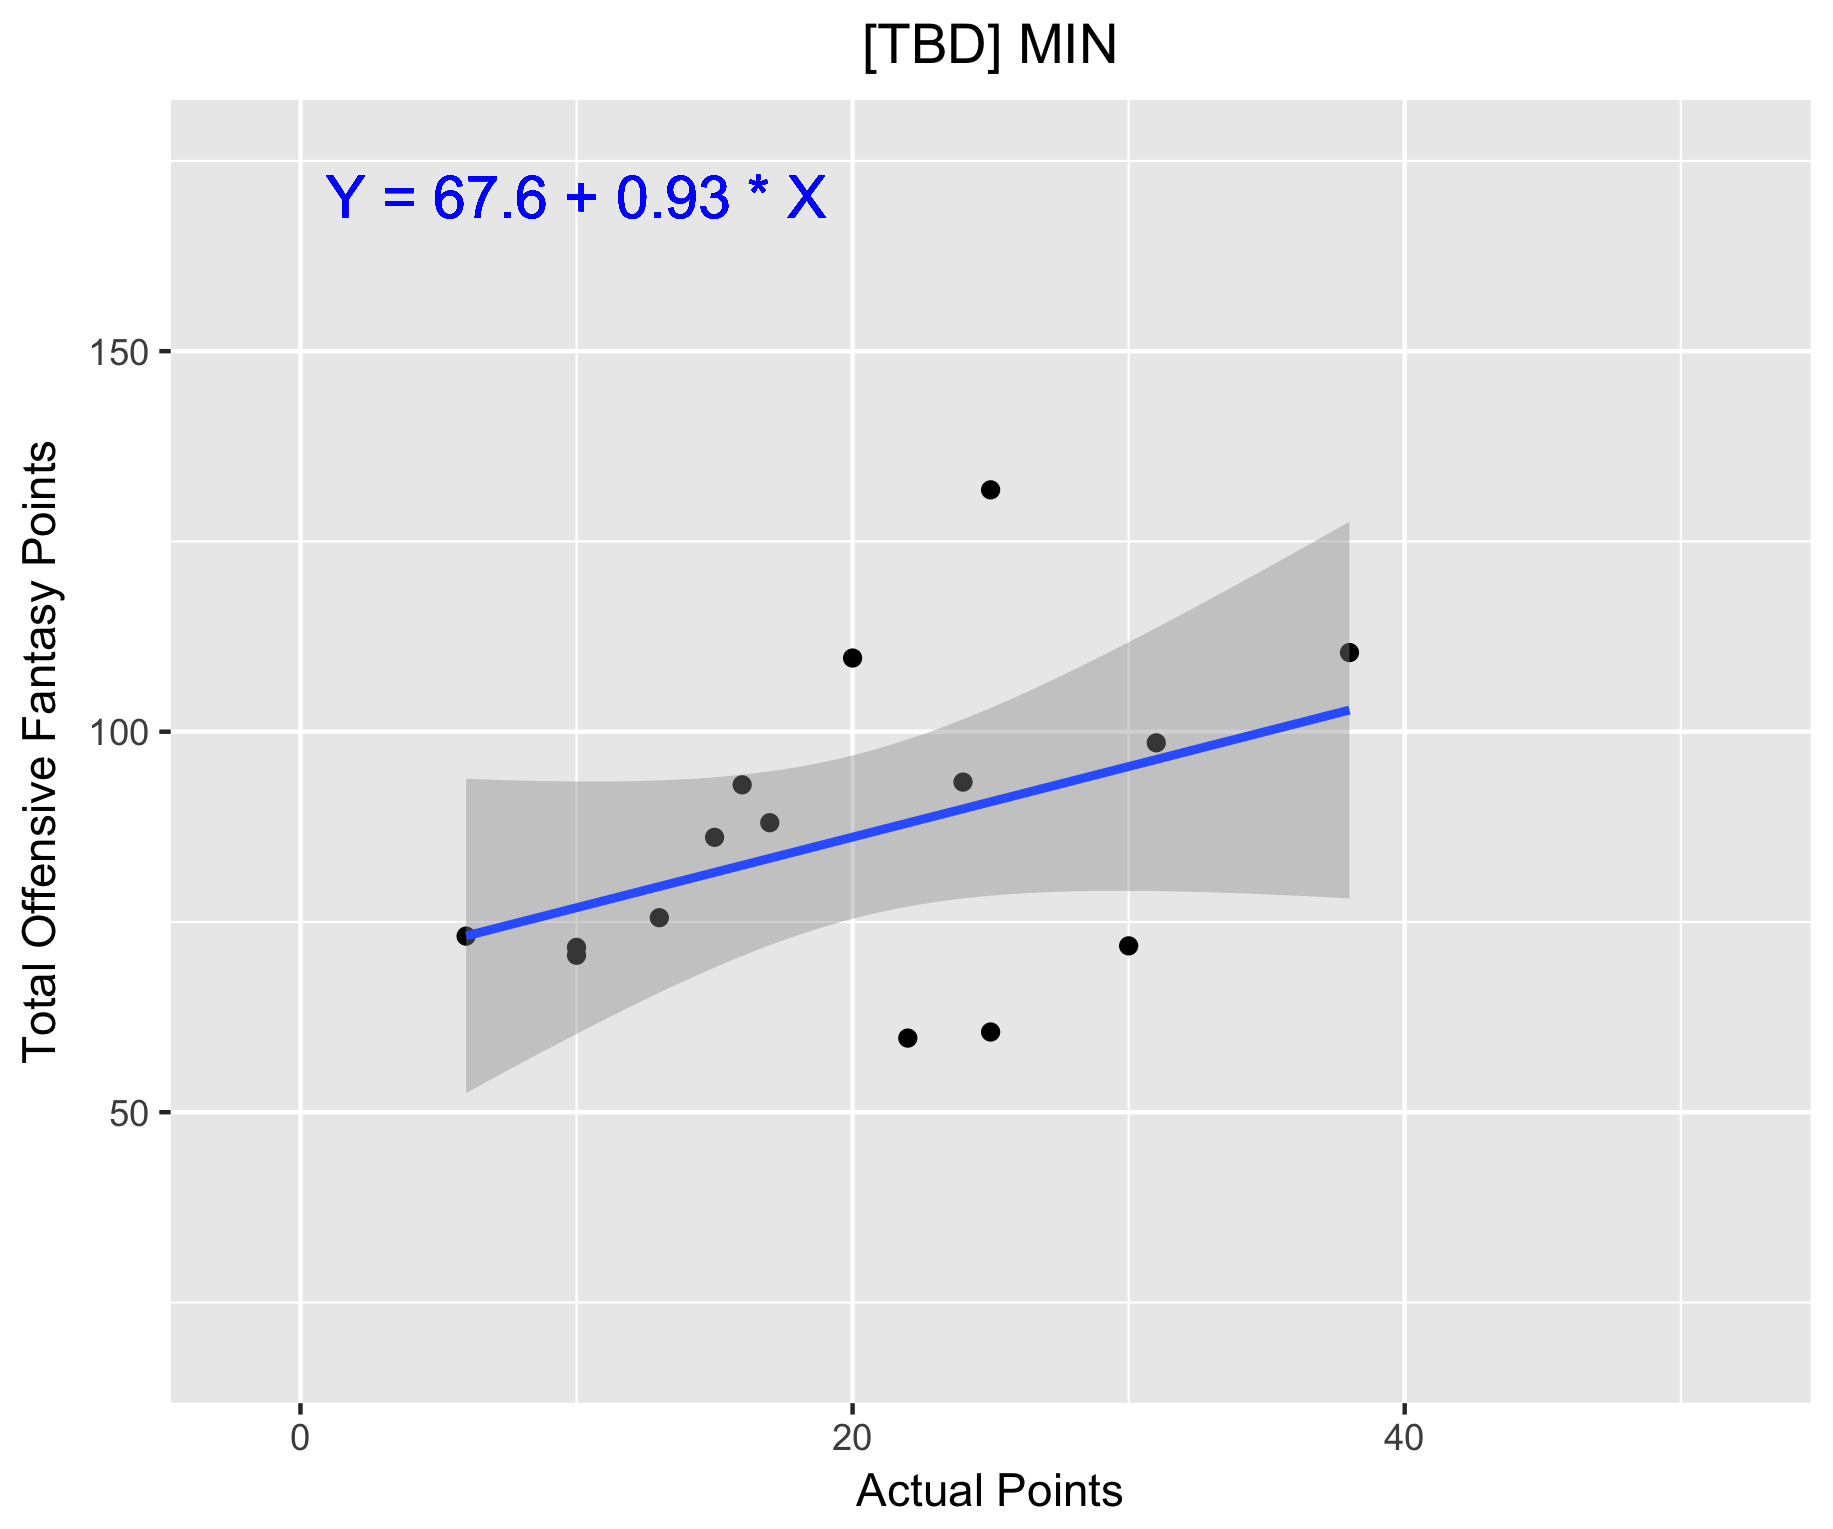 [TBD] MIN
Y = 67.6 + 0.93 * X
Total Offensive Fantasy Points
150
100
50
0
20
40
Actual Points